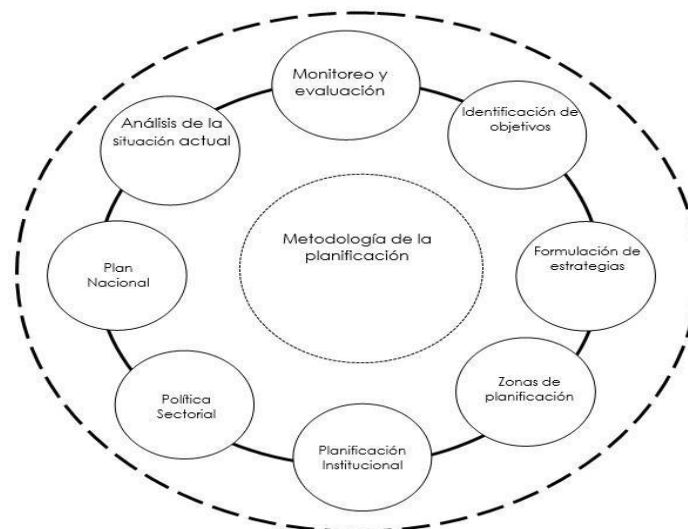 Monitoreo y
evaluación
Identificación de
objetivos
Formulación de
estrategias
Zonas de
planificación
Planificación
Institucional
Política
Sectorial
Plan
Nacional
Análisis de la
situación actual
Metodología de la
planificación